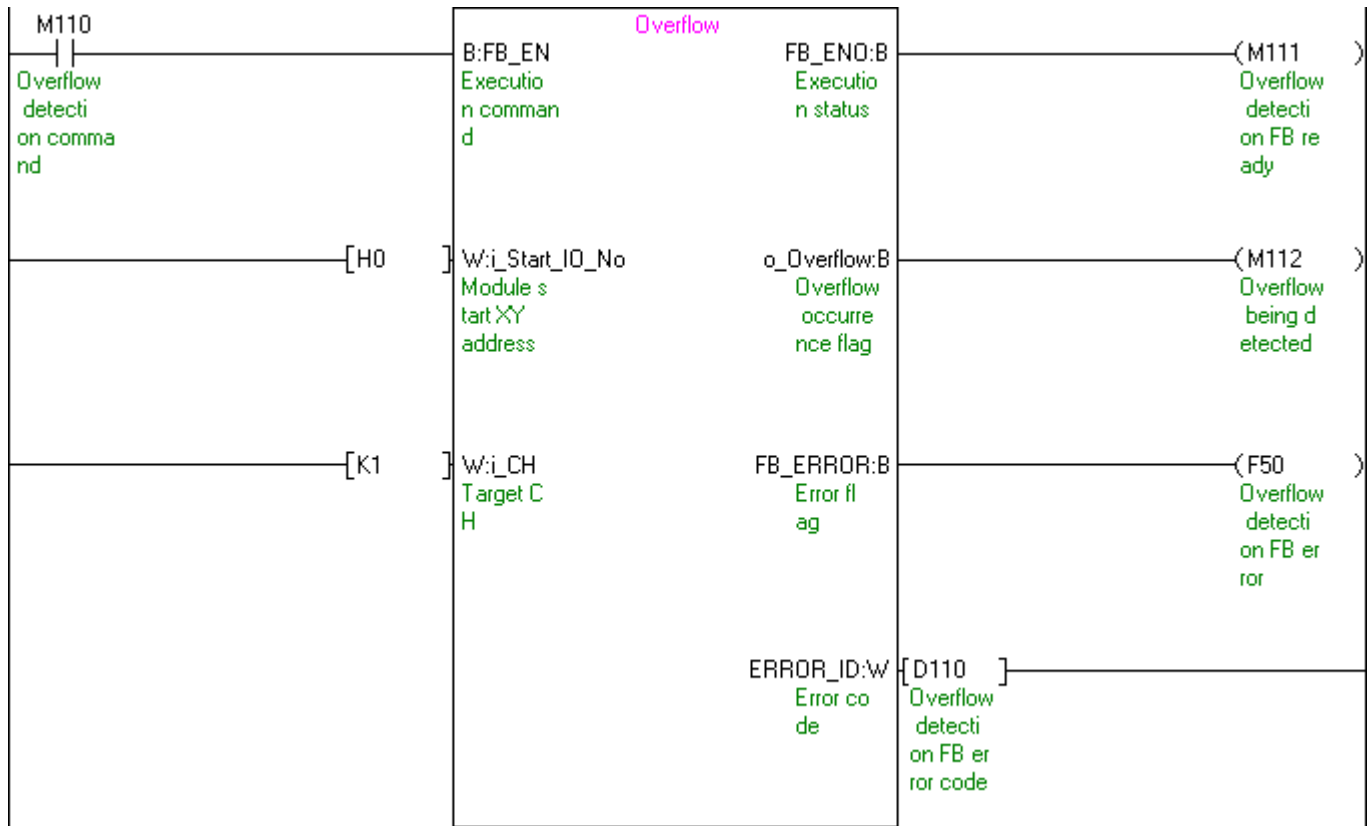 M110
Overflow
B:FB_EN
FB_ENO:B
(M111 )
Overflow
detecti
on comma
nd
Executio
n comman
d
Executio
n status
Overflow
detecti
on FB re
ady
[H0 ]
W:i_Start_IO_No
o_Overflow:B
(M112 )
Module s
tart XY
address
Overflow
occurre
nce flag
Overflow
being d
etected
[K1 ]
W:i_CH
FB_ERROR:B
(F50 )
Target C
H
Error fl
ag
Overflow
detecti
on FB er
ror
ERROR_ID:W
[D110 ]
Error co
de
Overflow
detecti
on FB er
ror code